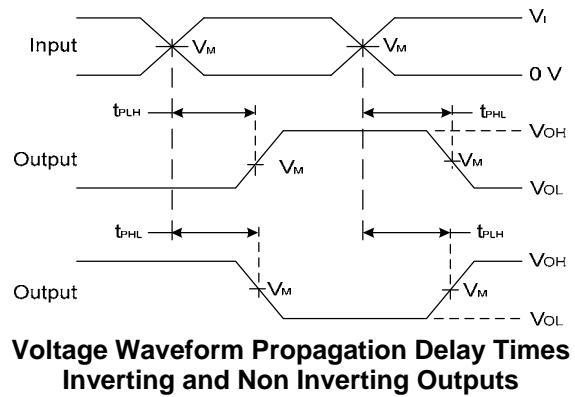 Vı
Input
VM
VM
0 V
tPLH
tPHL
VOH
Output
VM
VM
VOL
tPHL
tPLH
VOH
Output
VM
VM
VOL
Voltage Waveform Propagation Delay Times
Inverting and Non Inverting Outputs